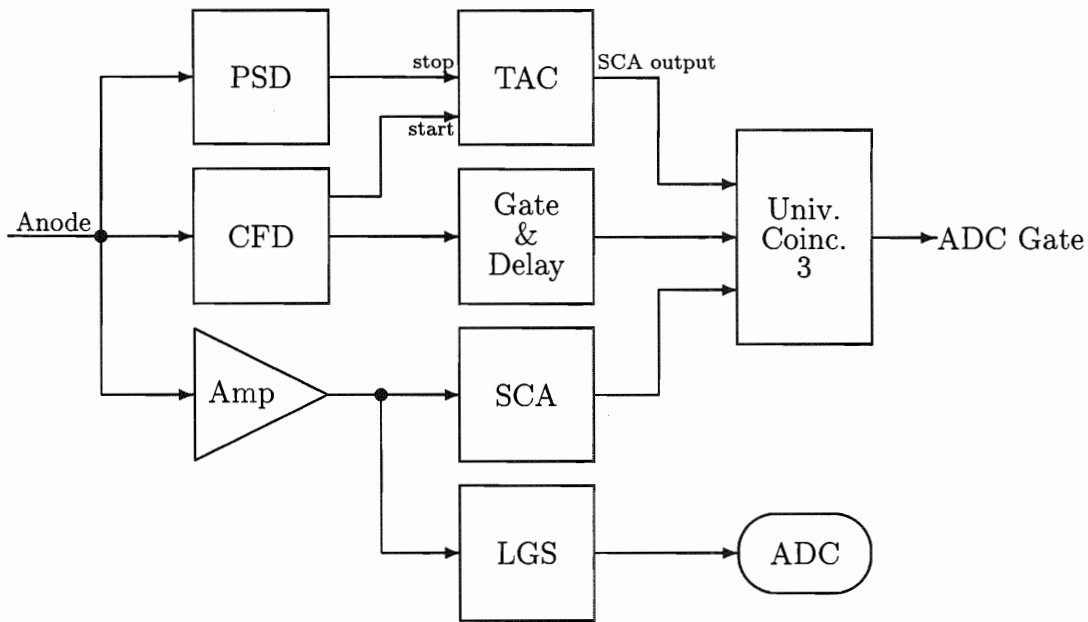 PSD
stop
TAC
SCA output
start
Anode
CFD
Gate
&
Delay
Univ.
Coinc.
3
ADC Gate
Amp
SCA
LGS
ADC